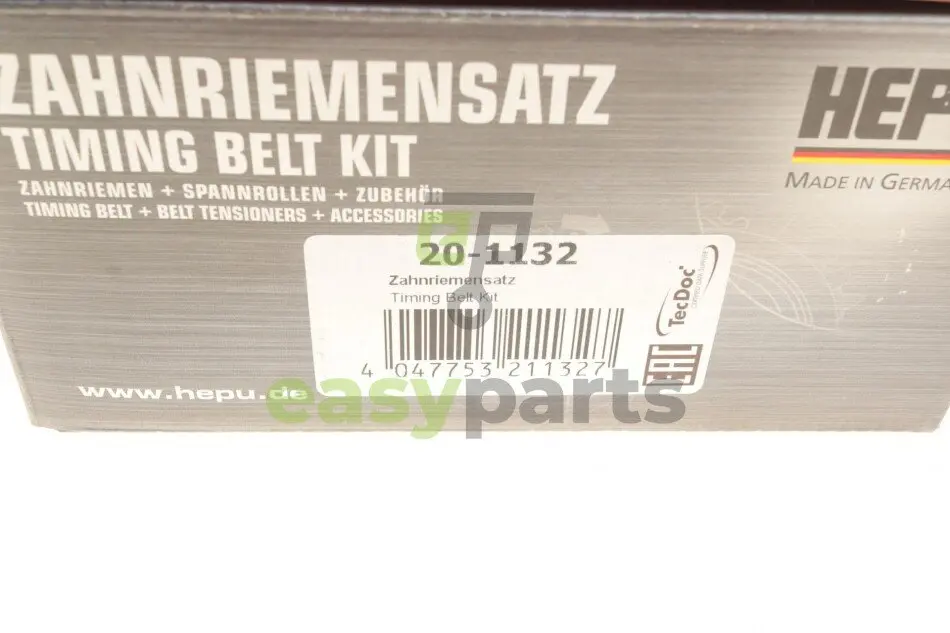 ZAHNRIEMENSATZ
TIMING BELT KIT
ZAHNRIEMEN + SPANNROLLEN + ZUBEHÖR
TIMING BELT + BELT TENSIONERS + ACCESSORIES
HEP
MADE IN GERMA
20-1132
Zahnriemensatz
Timing Belt Kit
TecDoc
4 047753 211327
EAC
www.hepu.de
easyparts